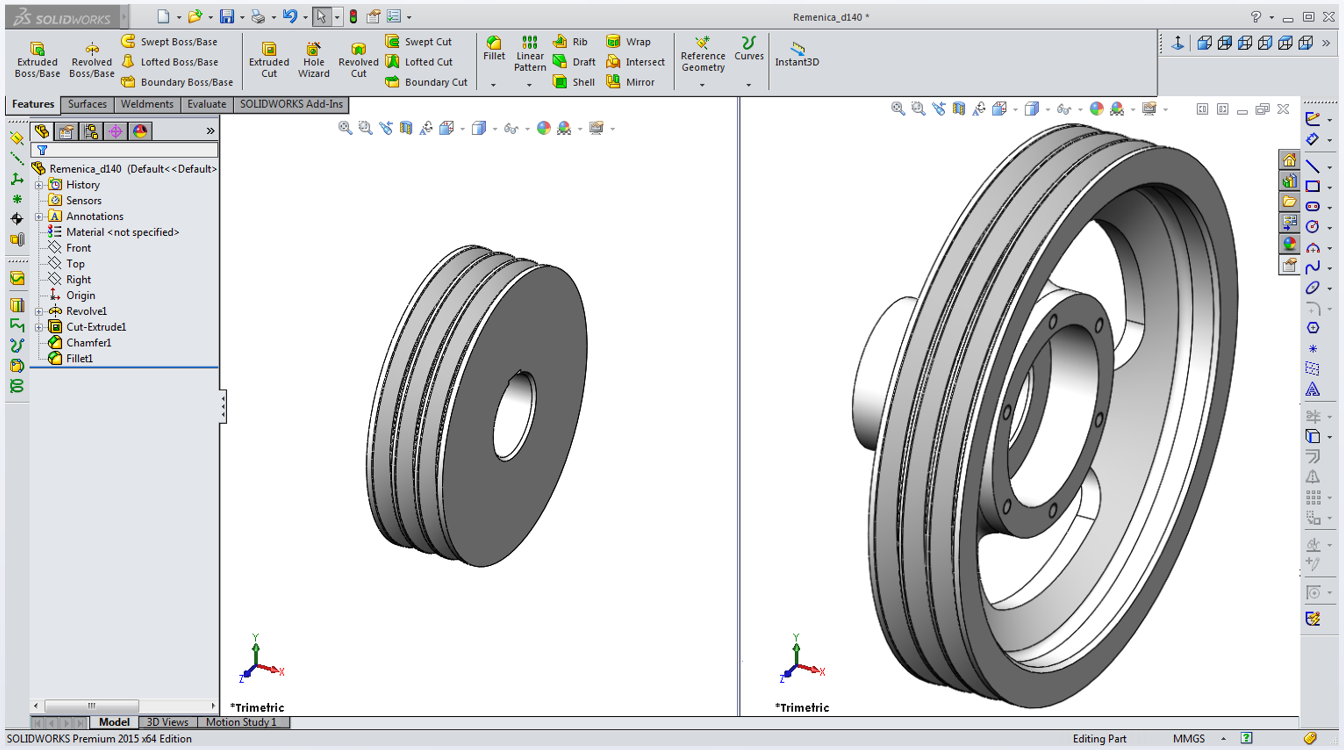 SOLIDWORKS
Remenica_d140 *
Extruded Boss/Base
Revolved Boss/Base
Swept Boss/Base
Lofted Boss/Base
Boundary Boss/Base
Extruded Cut
Hole Wizard
Revolved Cut
Swept Cut
Lofted Cut
Boundary Cut
Fillet
Linear Pattern
Rib
Draft
Shell
Wrap
Intersect
Mirror
Reference Geometry
Curves
Instant3D
Features
Surfaces
Weldments
Evaluate
SOLIDWORKS Add-Ins
Remenica_d140 (Default<<Default>
History
Sensors
Annotations
Material <not specified>
Front
Top
Right
Origin
Revolve1
Cut-Extrude1
Chamfer1
Fillet1
Y
X
Z
*Trimetric
Y
X
Z
*Trimetric
Model
3D Views
Motion Study 1
SOLIDWORKS Premium 2015 x64 Edition
Editing Part
MMGS